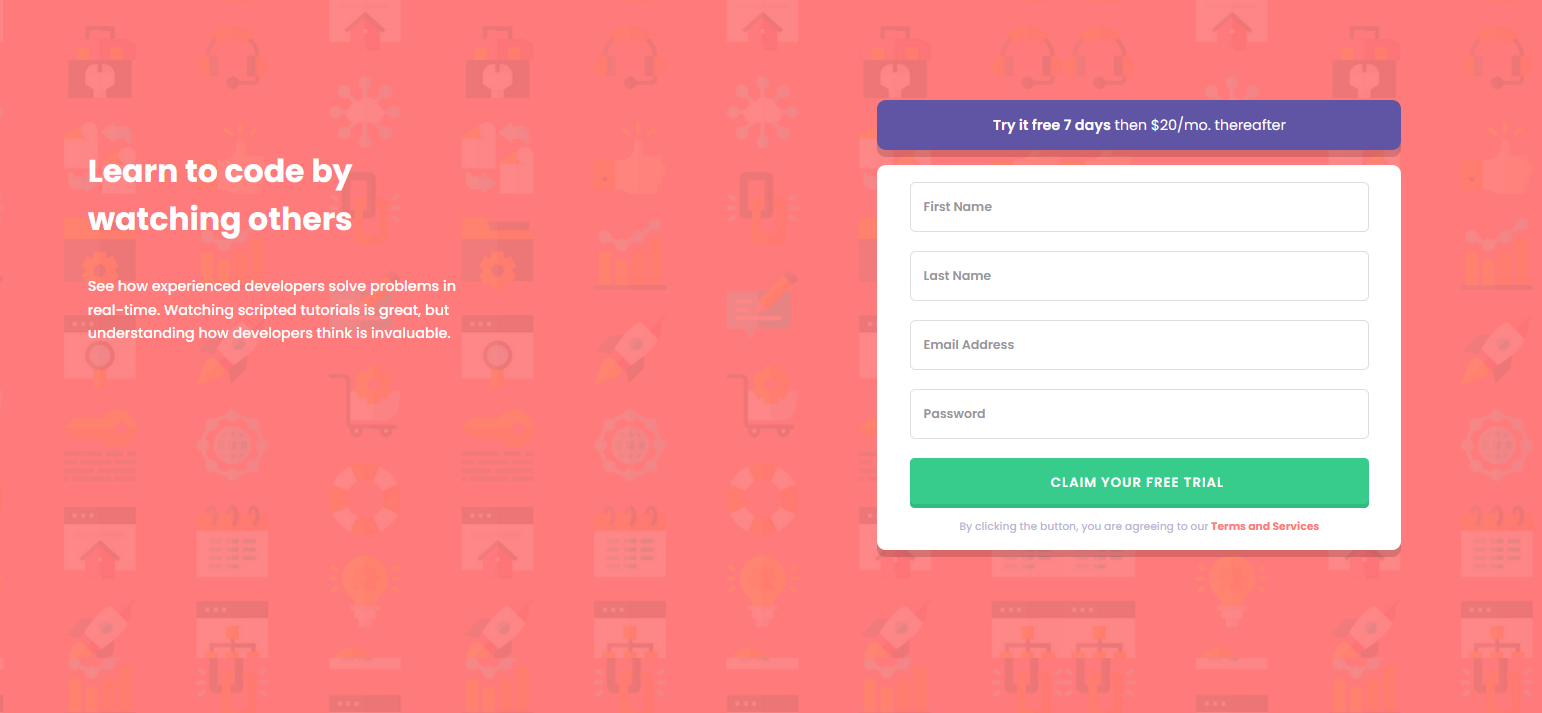 Learn to code by
watching others
See how experienced developers solve problems in
real-time. Watching scripted tutorials is great, but
understanding how developers think is invaluable.
Try it free 7 days then $20/mo. thereafter
First Name
Last Name
Email Address
Password
CLAIM YOUR FREE TRIAL
By clicking the button, you are agreeing to our Terms and Services